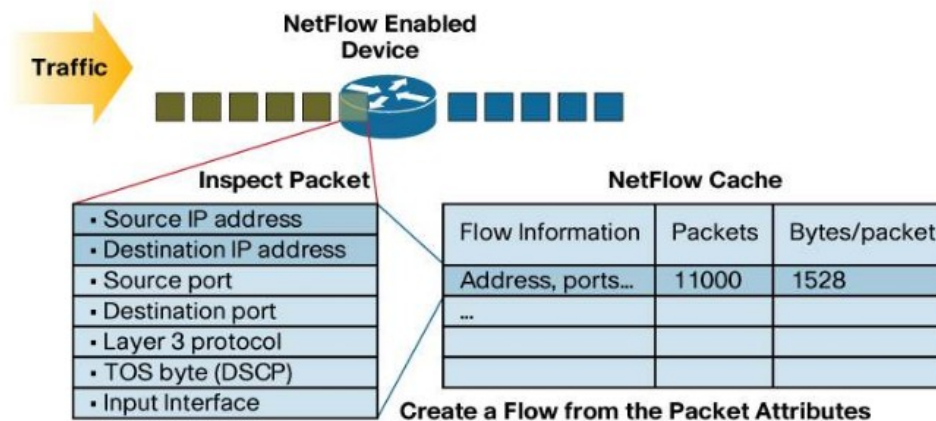 NetFlow Enabled
Device
Traffic
Inspect Packet
▪ Source IP address
▪ Destination IP address
▪ Source port
▪ Destination port
▪ Layer 3 protocol
▪ TOS byte (DSCP)
▪ Input Interface
NetFlow Cache
Flow Information Packets Bytes/packet
Address, ports... 11000 1528
...
Create a Flow from the Packet Attributes